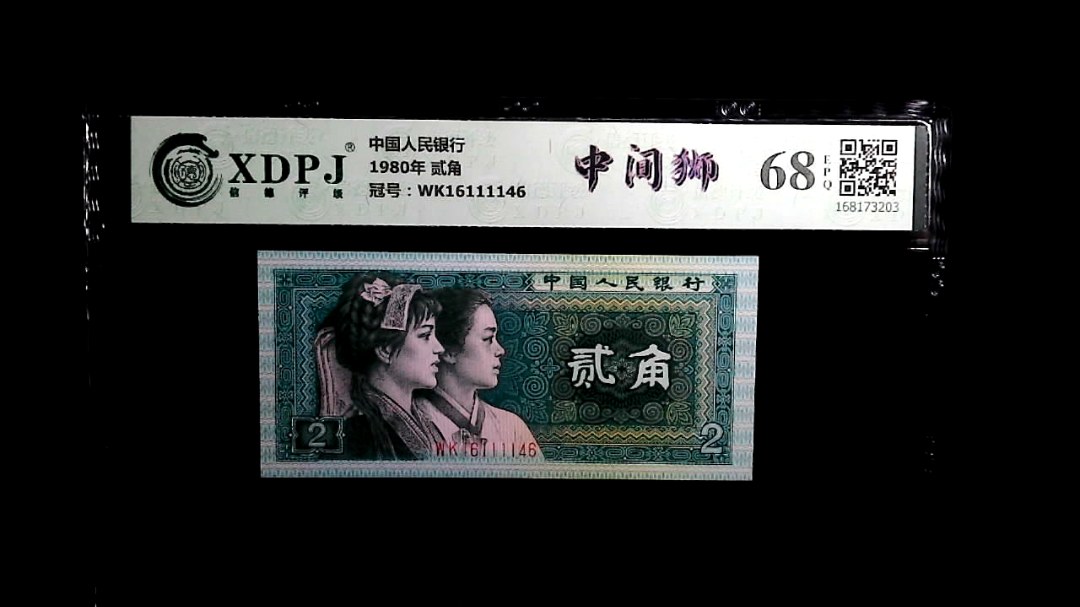 XDPJ®
信德评级
中国人民银行
1980年 贰角
冠号：WK16111146
中间狮
68
EPQ
168173203
中国人民银行
贰角
2
2
WK16111146